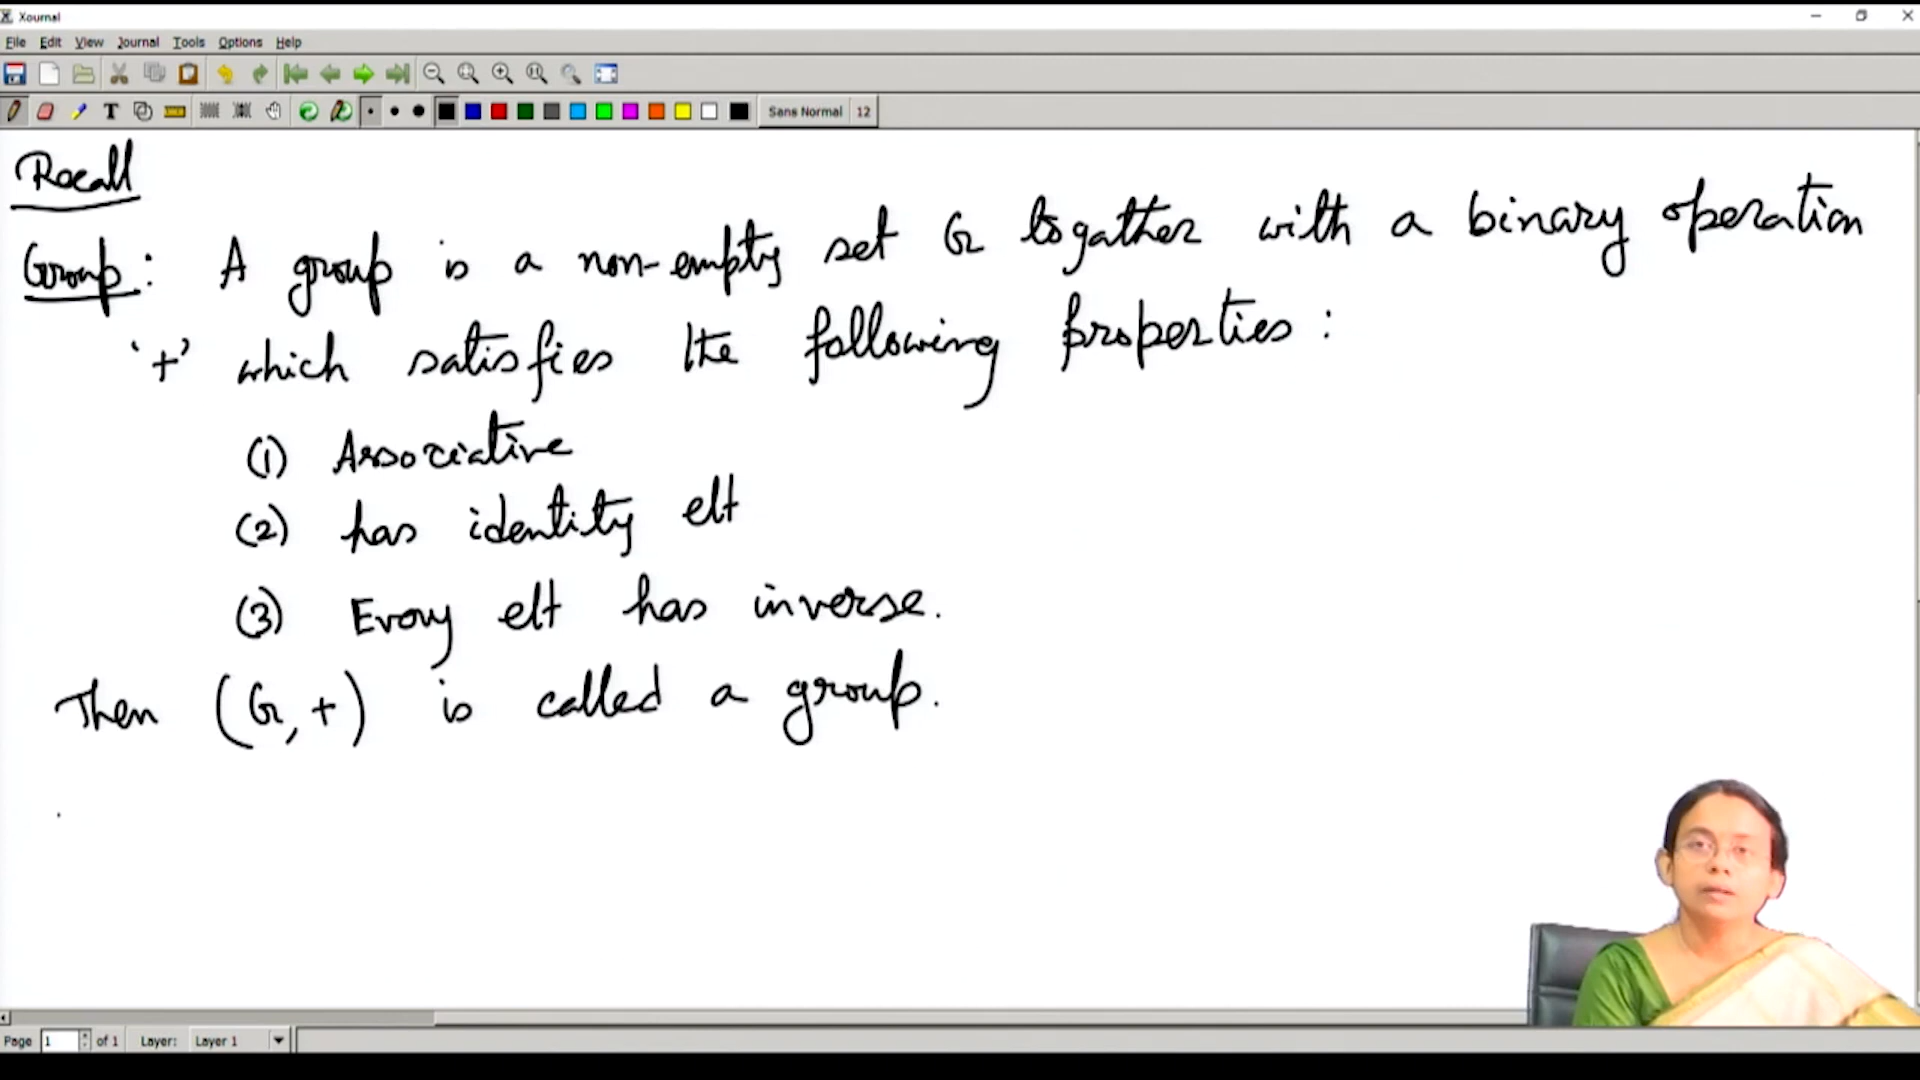 Xournal
File Edit View Journal Tools Options Help
Sans Normal 12
Recall
Group: A group is a non-empty set G togather with a binary operation
'+' which satisfies the following properties:
(1) Associative
(2) has identity elt
(3) Every elt has inverse.
Then (G, +) is called a group.
Page 1 of 1 Layer: Layer 1